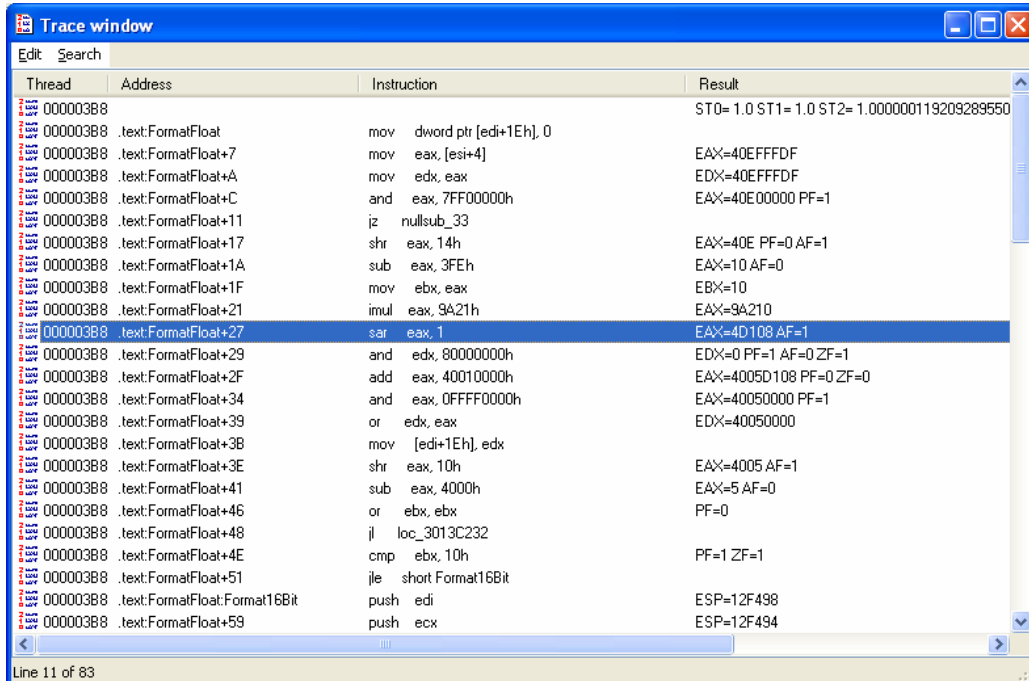 Trace window
Edit Search
Thread Address Instruction Result
000003B8 ST0= 1.0 ST1= 1.0 ST2= 1.000000119209289550
000003B8 .text:FormatFloat mov dword ptr [edi+1Eh], 0
000003B8 .text:FormatFloat+7 mov eax, [esi+4] EAX=40EFFFDF
000003B8 .text:FormatFloat+A mov edx, eax EDX=40EFFFDF
000003B8 .text:FormatFloat+C and eax, 7FF00000h EAX=40E00000 PF=1
000003B8 .text:FormatFloat+11 jz nullsub_33
000003B8 .text:FormatFloat+17 shr eax, 14h EAX=40E PF=0 AF=1
000003B8 .text:FormatFloat+1A sub eax, 3FEh EAX=10 AF=0
000003B8 .text:FormatFloat+1F mov ebx, eax EBX=10
000003B8 .text:FormatFloat+21 imul eax, 9A21h EAX=9A210
000003B8 .text:FormatFloat+27 sar eax, 1 EAX=4D108 AF=1
000003B8 .text:FormatFloat+29 and edx, 80000000h EDX=0 PF=1 AF=0 ZF=1
000003B8 .text:FormatFloat+2F add eax, 40010000h EAX=4005D108 PF=0 ZF=0
000003B8 .text:FormatFloat+34 and eax, 0FFFF0000h EAX=40050000 PF=1
000003B8 .text:FormatFloat+39 or edx, eax EDX=40050000
000003B8 .text:FormatFloat+3B mov [edi+1Eh], edx
000003B8 .text:FormatFloat+3E shr eax, 10h EAX=4005 AF=1
000003B8 .text:FormatFloat+41 sub eax, 4000h EAX=5 AF=0
000003B8 .text:FormatFloat+46 or ebx, ebx PF=0
000003B8 .text:FormatFloat+48 jl loc_3013C232
000003B8 .text:FormatFloat+4E cmp ebx, 10h PF=1 ZF=1
000003B8 .text:FormatFloat+51 jle short Format16Bit
000003B8 .text:FormatFloat:Format16Bit push edi ESP=12F498
000003B8 .text:FormatFloat+59 push ecx ESP=12F494
Line 11 of 83